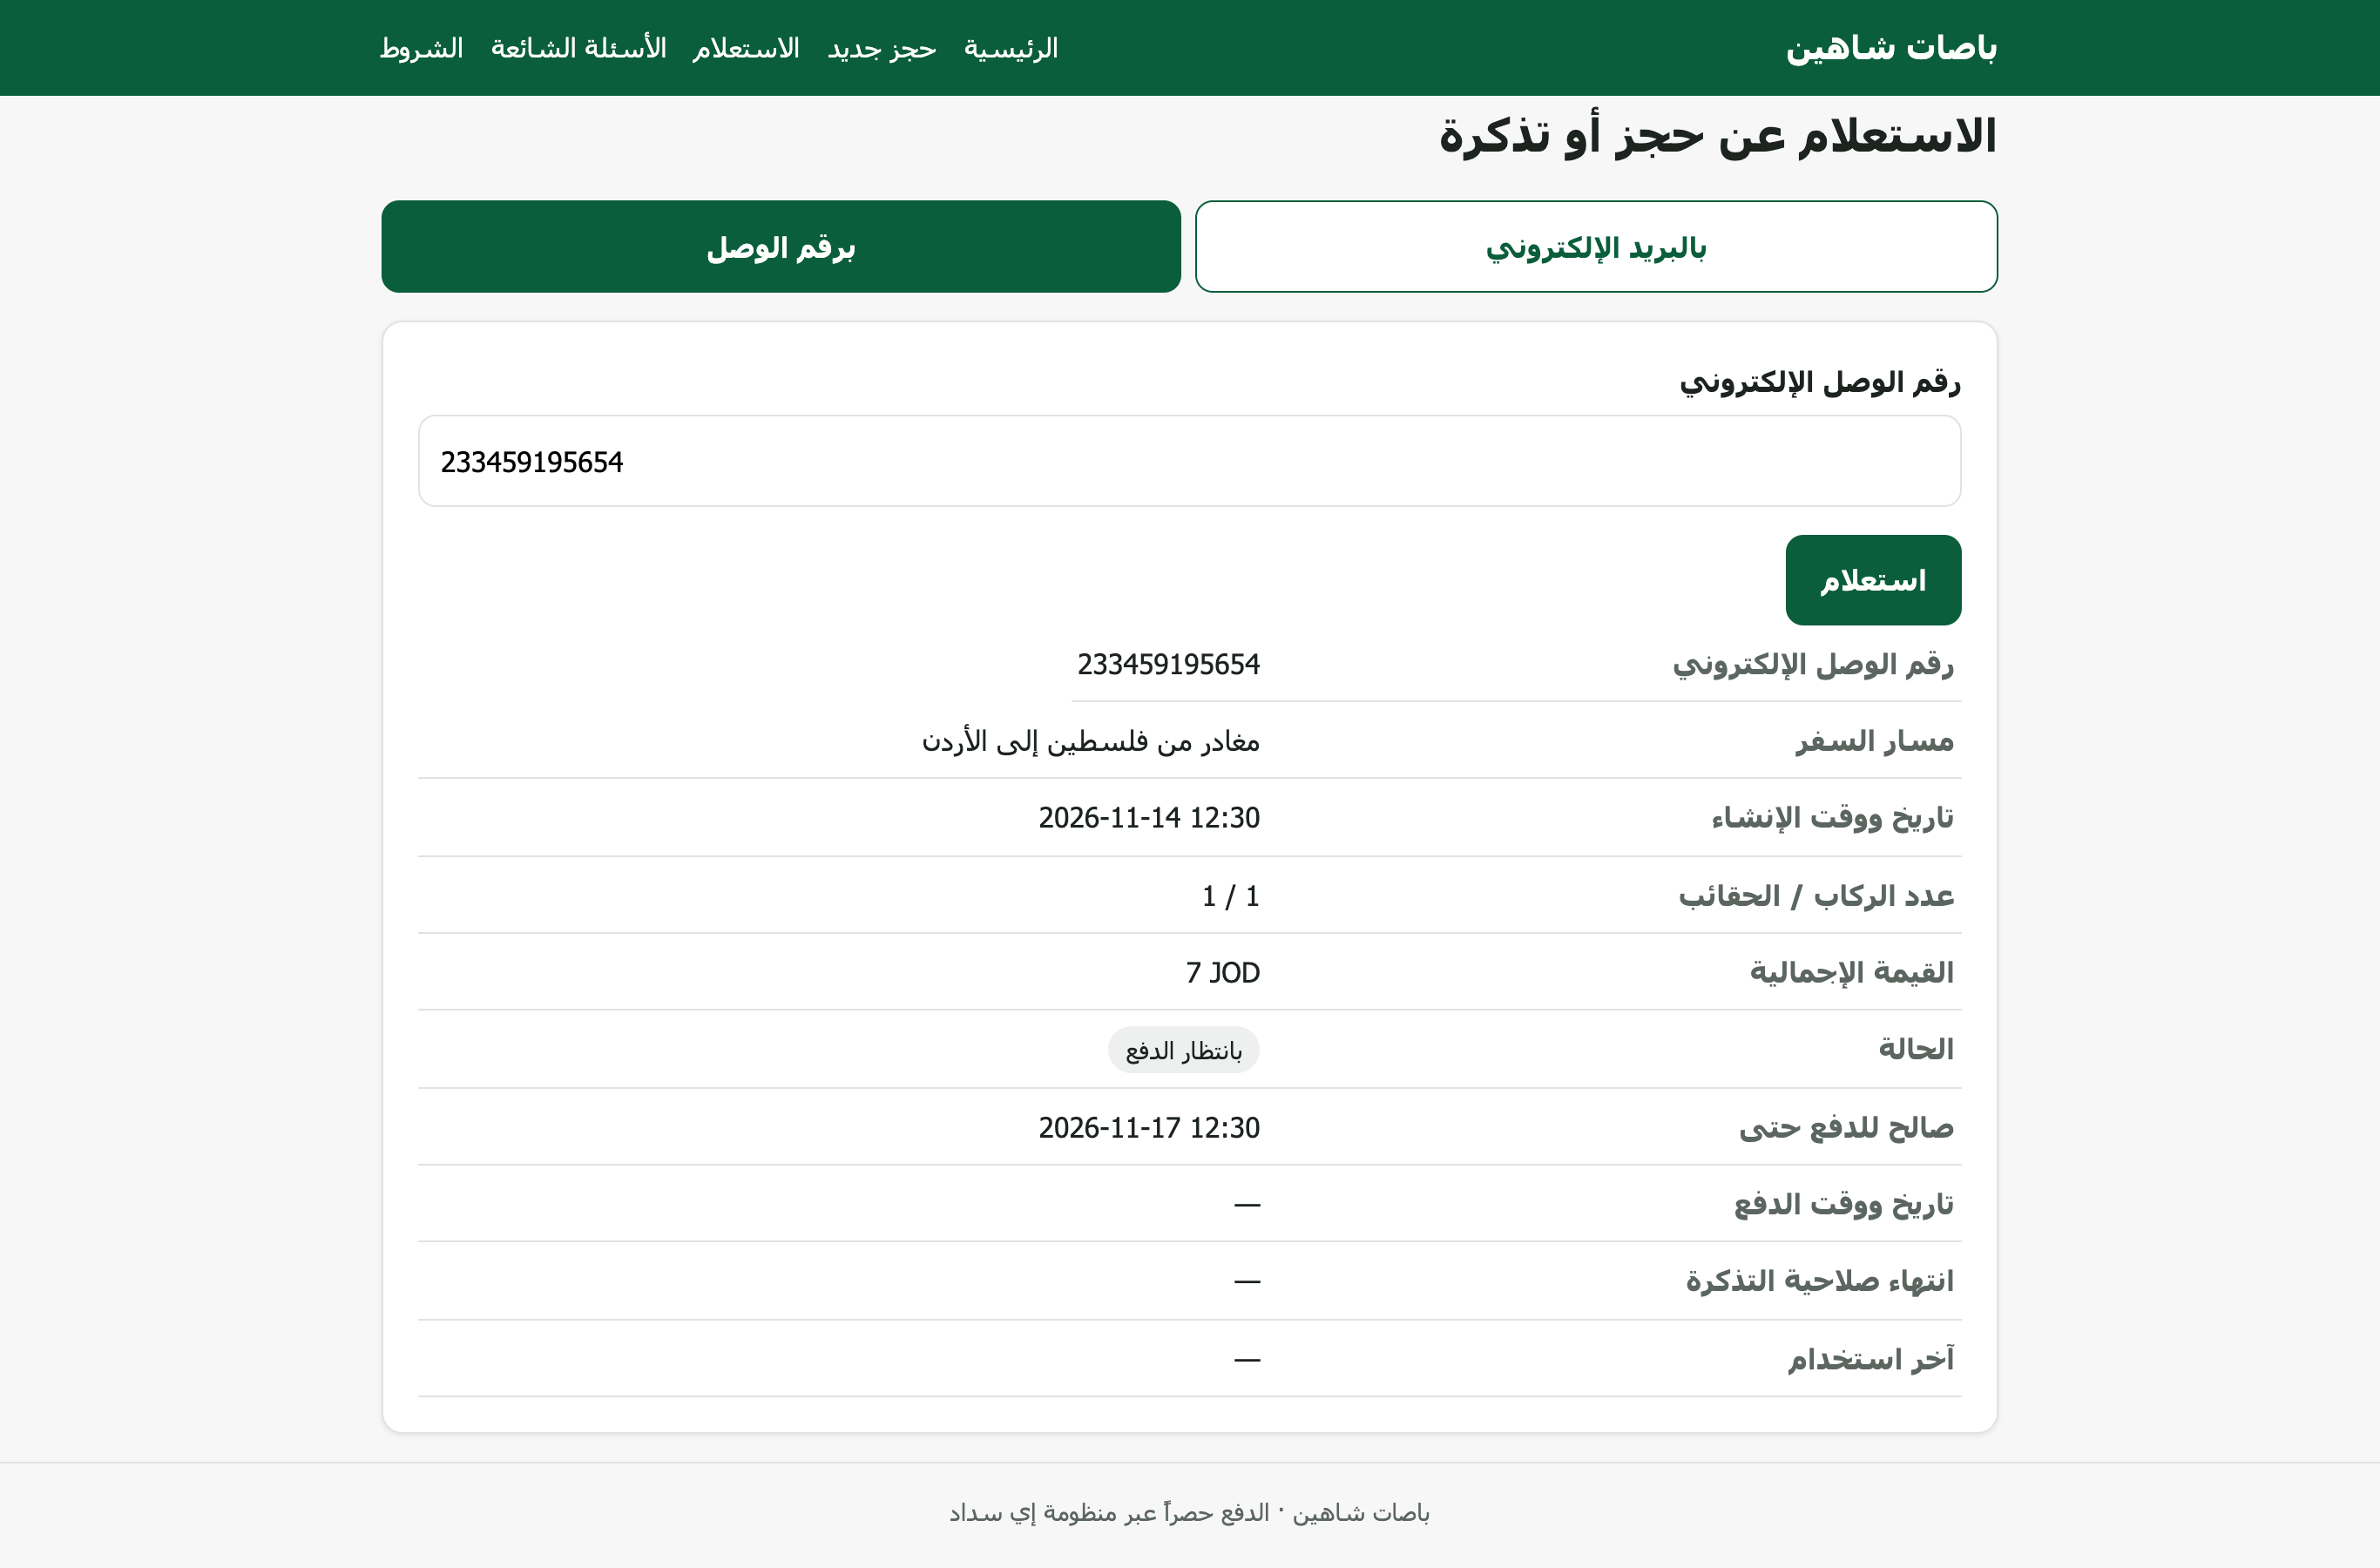 باصات شاهين
الرئيسية حجز جديد الاستعلام الأسئلة الشائعة الشروط
الاستعلام عن حجز أو تذكرة
بالبريد الإلكتروني
برقم الوصل
رقم الوصل الإلكتروني
233459195654
استعلام
رقم الوصل الإلكتروني 233459195654
مسار السفر مغادر من فلسطين إلى الأردن
تاريخ ووقت الإنشاء 2026-11-14 12:30
عدد الركاب / الحقائب 1 / 1
القيمة الإجمالية 7 JOD
الحالة بانتظار الدفع
صالح للدفع حتى 2026-11-17 12:30
تاريخ ووقت الدفع —
انتهاء صلاحية التذكرة —
آخر استخدام —
باصات شاهين · الدفع حصراً عبر منظومة إي سداد